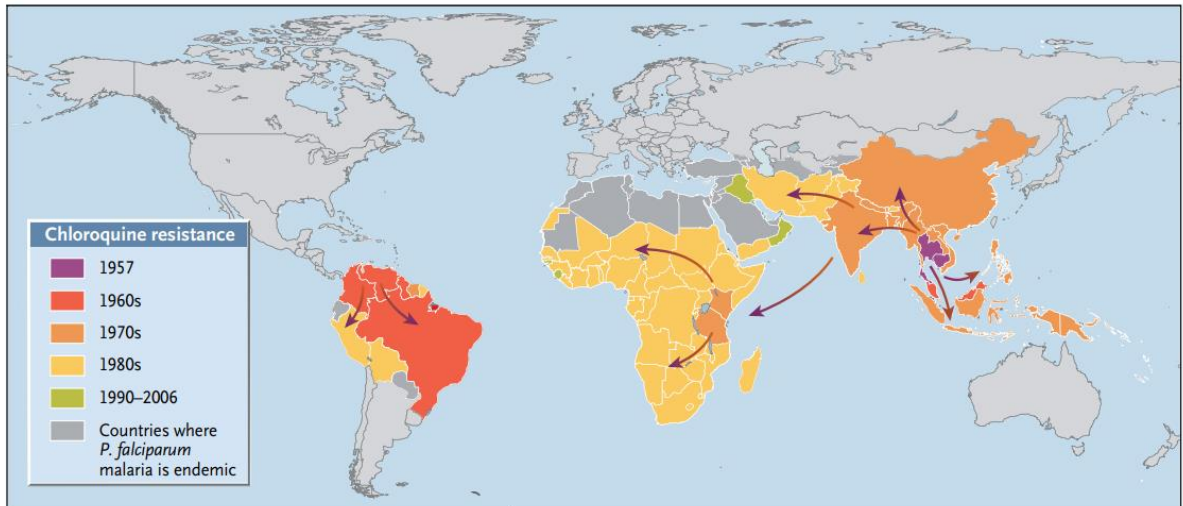 Chloroquine resistance
1957
1960s
1970s
1980s
1990–2006
Countries where
P. falciparum
malaria is endemic